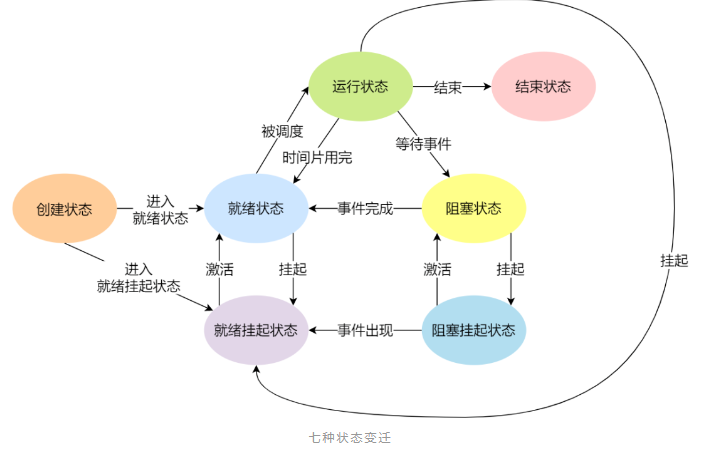 运行状态
结束
结束状态
被调度
时间片用完
等待事件
创建状态
进入
就绪状态
就绪状态
事件完成
阻塞状态
进入
就绪挂起状态
激活
挂起
激活
挂起
挂起
就绪挂起状态
事件出现
阻塞挂起状态
七种状态变迁